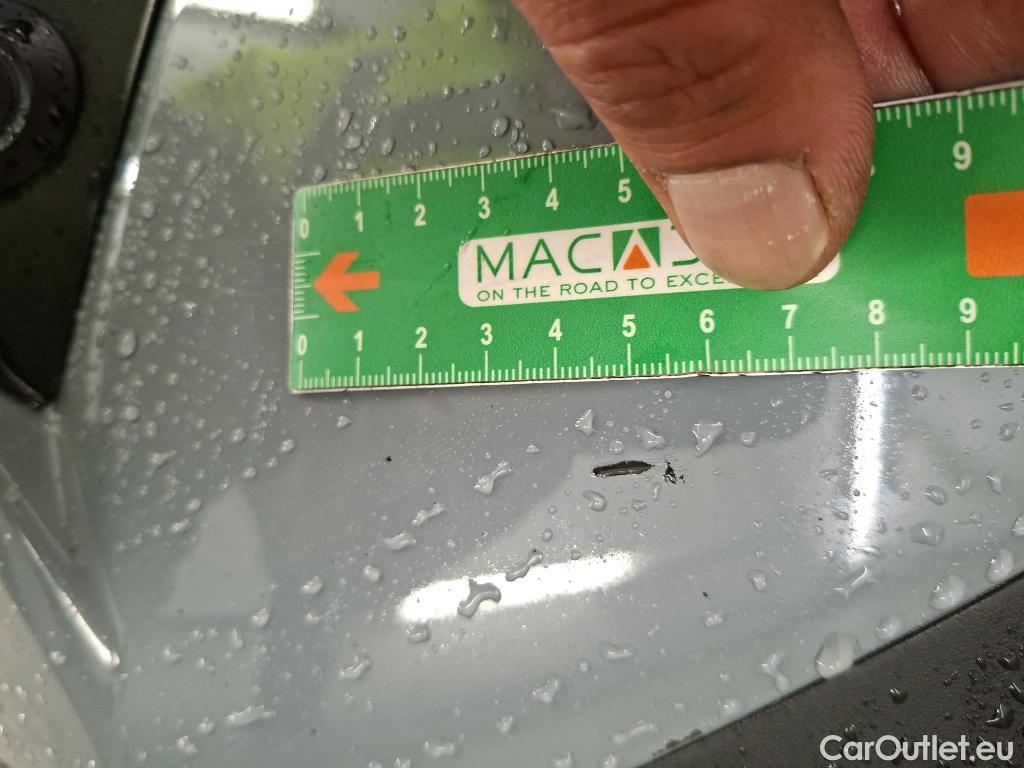 0 1 2 3 4 5 9
MACA
ON THE ROAD TO EXCE
0 1 2 3 4 5 6 7 8 9
CarOutlet.eu